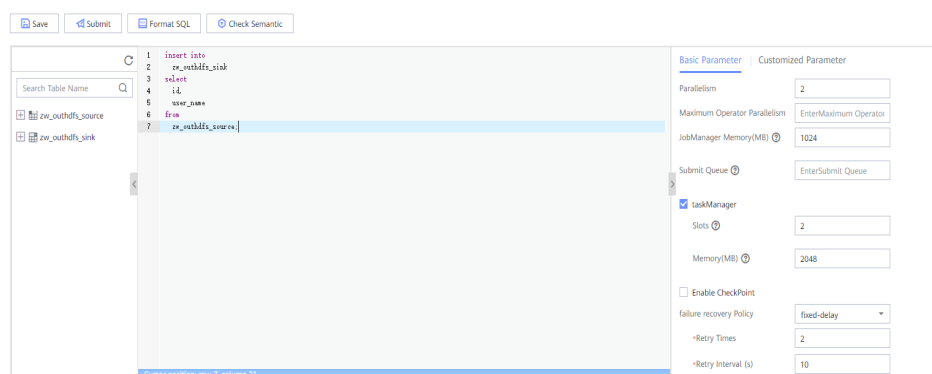 Save Submit Format SQL Check Semantic
Search Table Name
zw_outhdfs_source
zw_outhdfs_sink
1 insert into
2 zw_outhdfs_sink
3 select
4 id,
5 user_name
6 from
7 zw_outhdfs_source;
Basic Parameter Customized Parameter
Parallelism 2
Maximum Operator Parallelism EnterMaximum Operator
JobManager Memory(MB) ? 1024
Submit Queue ? EnterSubmit Queue
taskManager
Slots ? 2
Memory(MB) ? 2048
Enable CheckPoint
failure recovery Policy fixed-delay
*Retry Times 2
*Retry Interval (s) 10